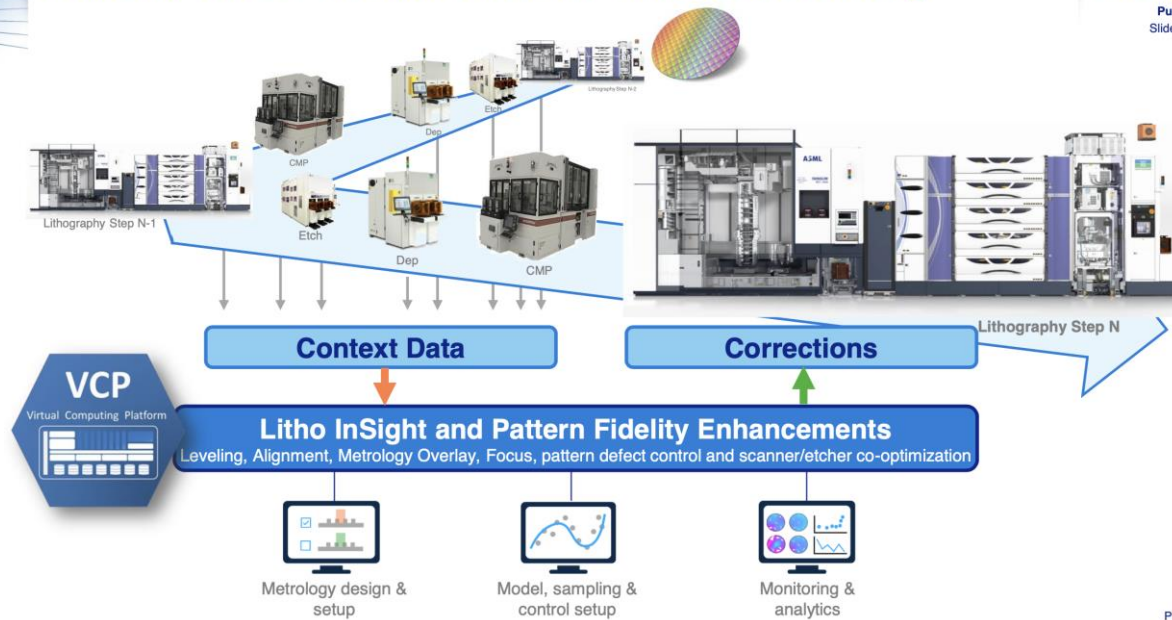 Pu
Slide
Lithography Step N-2
Etch
Dep
CMP
ASML
Lithography Step N-1
Etch
Dep
CMP
Lithography Step N
Context Data
Corrections
VCP
Virtual Computing Platform
Litho InSight and Pattern Fidelity Enhancements
Leveling, Alignment, Metrology Overlay, Focus, pattern defect control and scanner/etcher co-optimization
Metrology design &
setup
Model, sampling &
control setup
Monitoring &
analytics
P